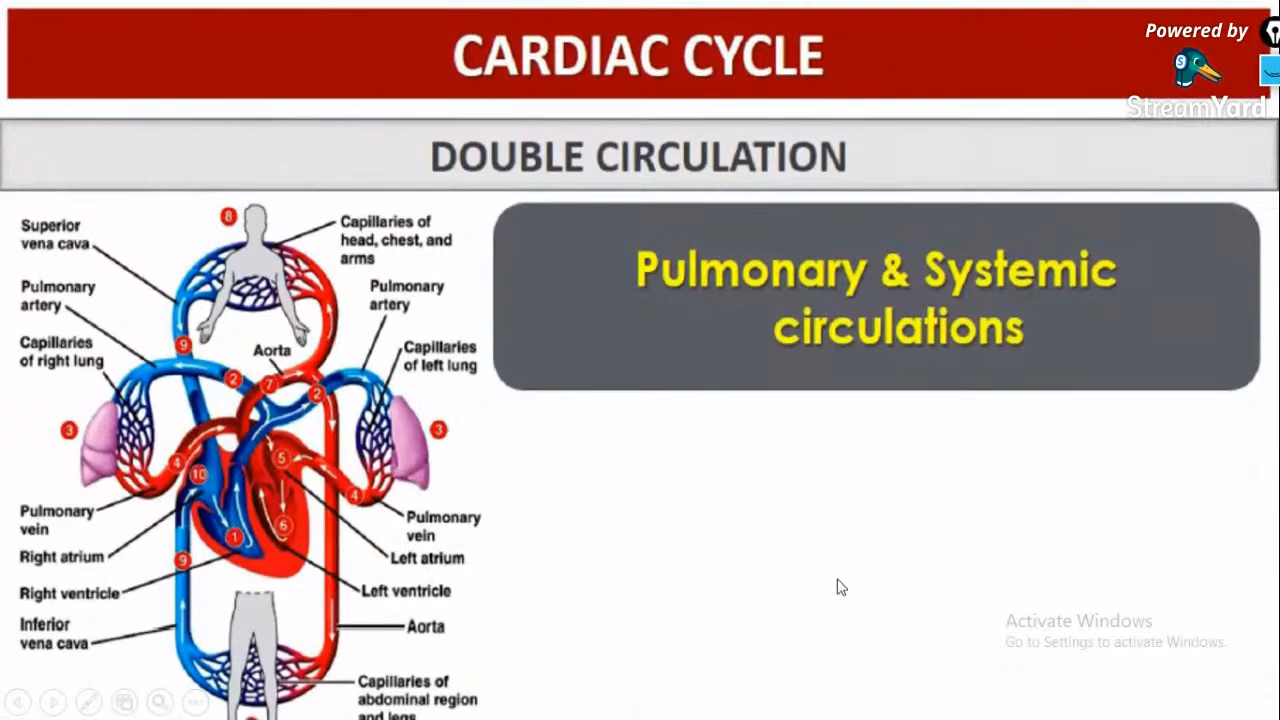 CARDIAC CYCLE
Powered by
StreamYard
DOUBLE CIRCULATION
Pulmonary & Systemic
circulations
Superior
vena cava
8
Capillaries of
head, chest, and
arms
Pulmonary
artery
Pulmonary
artery
Capillaries
of right lung
9
Aorta
Capillaries
of left lung
2
7
2
3
3
4
10
5
4
Pulmonary
vein
6
1
Pulmonary
vein
Right atrium
Left atrium
9
Right ventricle
Left ventricle
Inferior
vena cava
Aorta
Capillaries of
abdominal region
and legs
Activate Windows
Go to Settings to activate Windows.